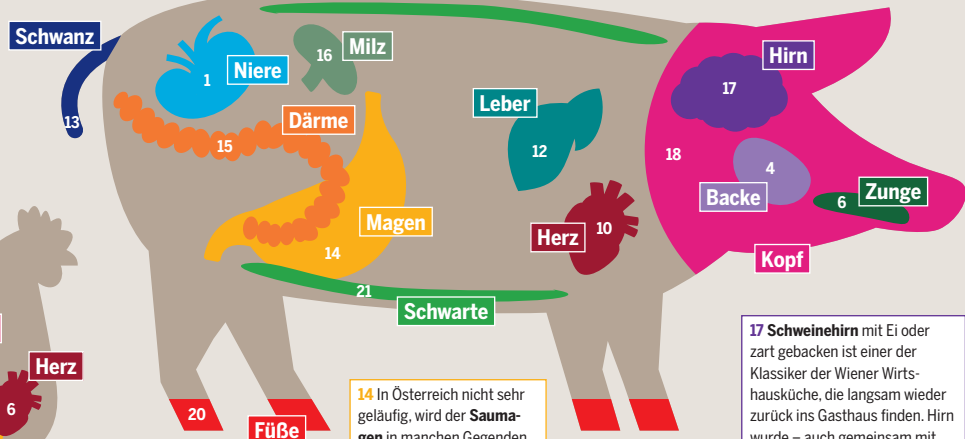 Schwanz
16
Milz
Hirn
1
Niere
17
Leber
13
Därme
15
12
18
4
Backe
6
Zunge
Magen
Herz
10
14
Kopf
21
Schwarte
Herz
6
20
Füße
14 In Österreich nicht sehr
geläufig, wird der Sauma-
gen in manchen Gegenden
17 Schweinehirn mit Ei oder
zart gebacken ist einer der
Klassiker der Wiener Wirts-
hausküche, die langsam wieder
zurück ins Gasthaus finden. Hirn
wurde – auch gemeinsam mit